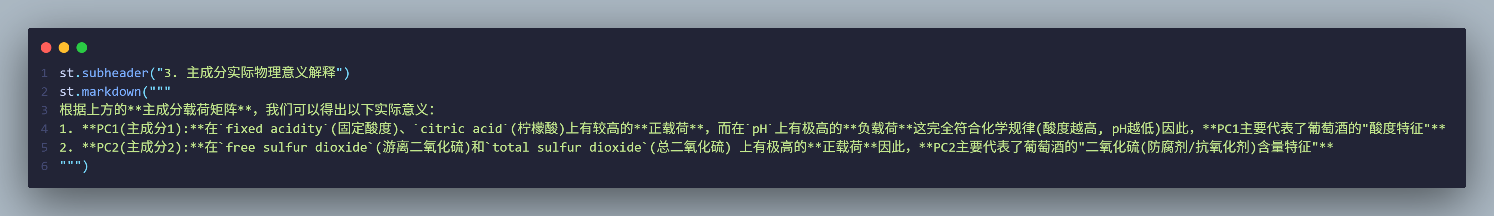 1 st.subheader("3. 主成分实际物理意义解释")
2 st.markdown("""
3 根据上方的**主成分载荷矩阵**，我们可以得出以下实际意义：
4 1. **PC1(主成分1):**在`fixed acidity`(固定酸度)、`citric acid`(柠檬酸)上有较高的**正载荷**，而在`pH`上有极高的**负载荷**这完全符合化学规律(酸度越高, pH越低)因此，**PC1主要代表了葡萄酒的"酸度特征"**
5 2. **PC2(主成分2):**在`free sulfur dioxide`(游离二氧化硫)和`total sulfur dioxide`(总二氧化硫) 上有极高的**正载荷**因此，**PC2主要代表了葡萄酒的"二氧化硫(防腐剂/抗氧化剂)含量特征"**
6 """)